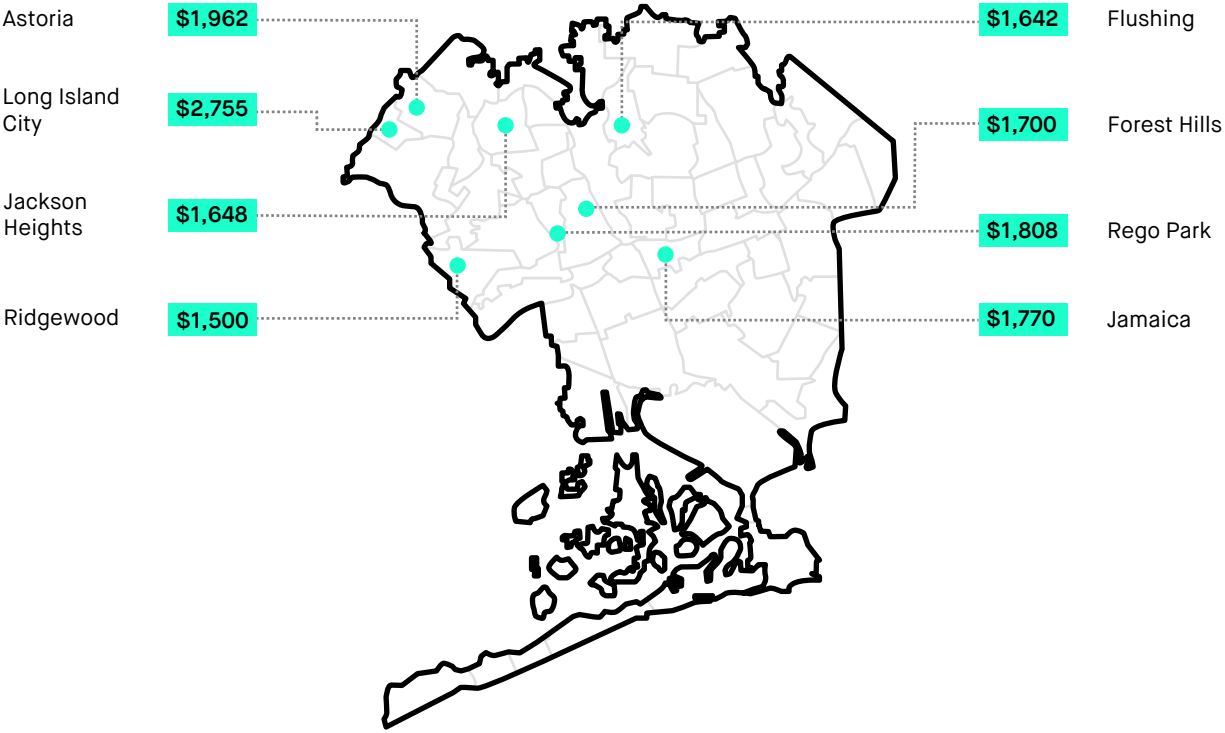 Astoria
$1,962
Long Island
City
$2,755
Jackson
Heights
$1,648
Ridgewood
$1,500
$1,642
Flushing
$1,700
Forest Hills
$1,808
Rego Park
$1,770
Jamaica